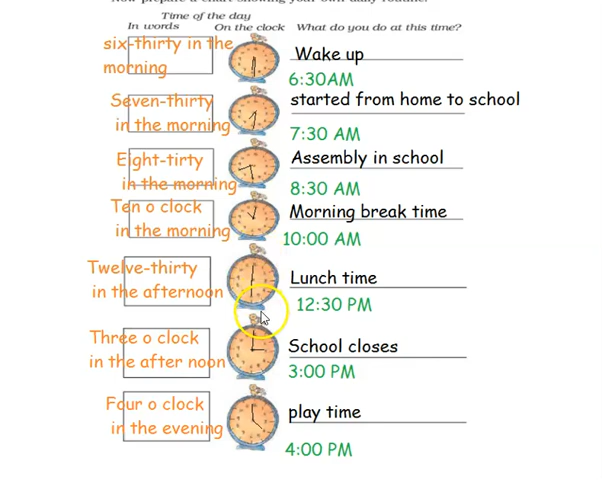 Now prepare a chart showing your own daily routine.
Time of the day
In words On the clock What do you do at this time?
six-thirty in the
morning
Wake up
6:30AM
Seven-thirty
in the morning
started from home to school
7:30 AM
Eight-tirty
in the morning
Assembly in school
8:30 AM
Ten o clock
in the morning
Morning break time
10:00 AM
Twelve-thirty
in the afternoon
Lunch time
12:30 PM
Three o clock
in the after noon
School closes
3:00 PM
Four o clock
in the evening
play time
4:00 PM